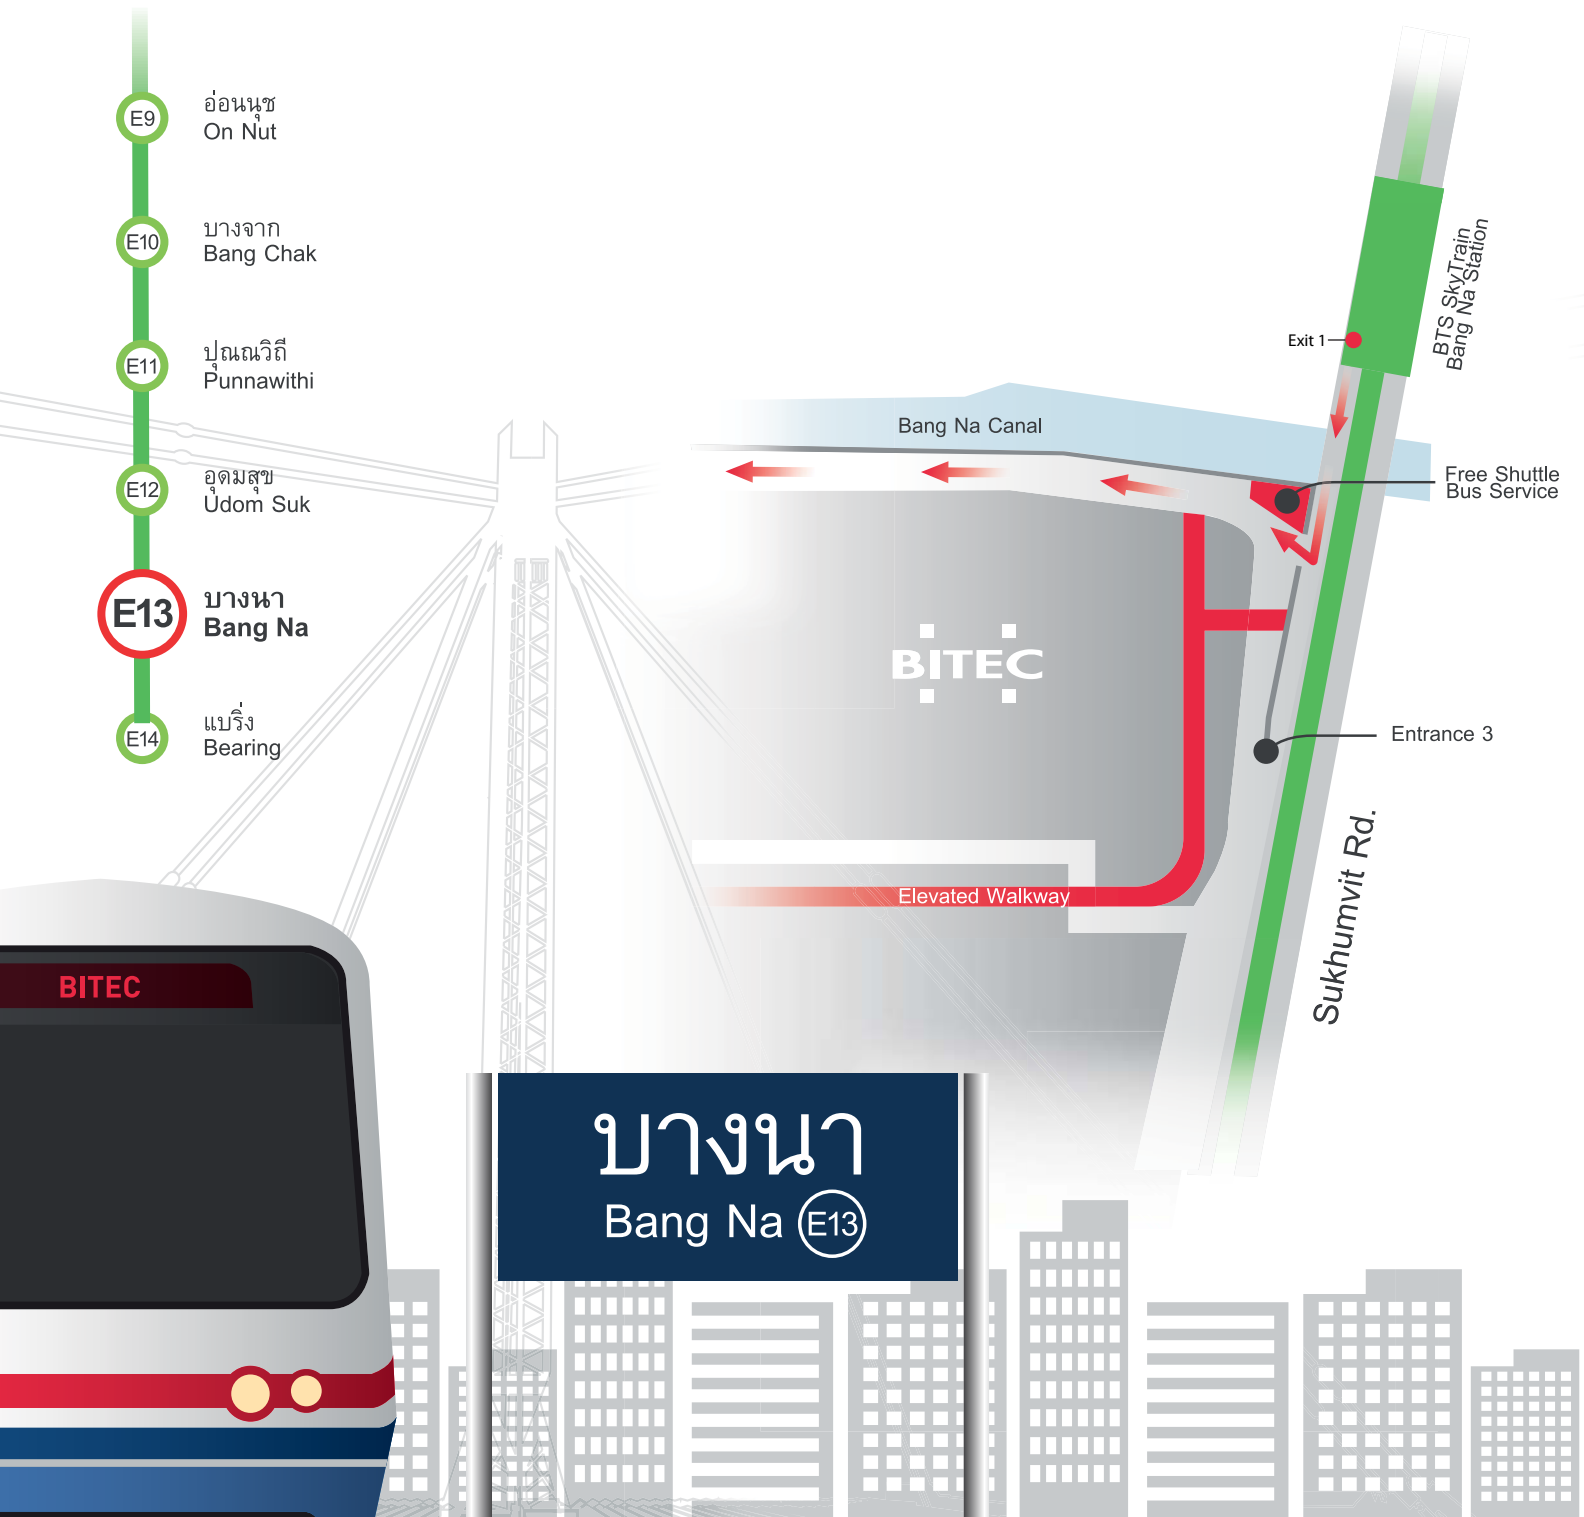 E9
อ่อนนุช
On Nut
E10
บางจาก
Bang Chak
E11
ปุณณวิถี
Punnawithi
E12
อุดมสุข
Udom Suk
E13
บางนา
Bang Na
E14
แบริ่ง
Bearing
BTS SkyTrain
Bang Na Station
Exit 1
Bang Na Canal
Free Shuttle
Bus Service
BITEC
Entrance 3
Sukhumvit Rd.
Elevated Walkway
BITEC
บางนา
Bang Na E13